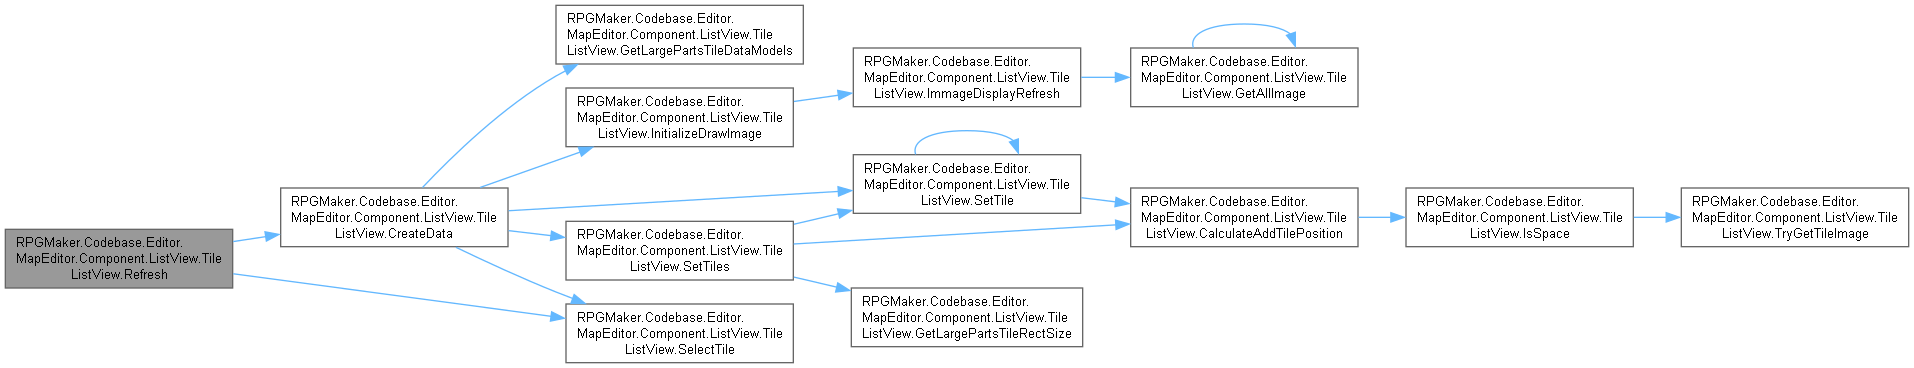 RPGMaker.Codebase.Editor.
MapEditor.Component.ListView.Tile
ListView.Refresh
RPGMaker.Codebase.Editor.
MapEditor.Component.ListView.Tile
ListView.CreateData
RPGMaker.Codebase.Editor.
MapEditor.Component.ListView.Tile
ListView.GetLargePartsTileDataModels
RPGMaker.Codebase.Editor.
MapEditor.Component.ListView.Tile
ListView.InitializeDrawImage
RPGMaker.Codebase.Editor.
MapEditor.Component.ListView.Tile
ListView.ImmageDisplayRefresh
RPGMaker.Codebase.Editor.
MapEditor.Component.ListView.Tile
ListView.GetAllImage
RPGMaker.Codebase.Editor.
MapEditor.Component.ListView.Tile
ListView.SetTile
RPGMaker.Codebase.Editor.
MapEditor.Component.ListView.Tile
ListView.SetTiles
RPGMaker.Codebase.Editor.
MapEditor.Component.ListView.Tile
ListView.CalculateAddTilePosition
RPGMaker.Codebase.Editor.
MapEditor.Component.ListView.Tile
ListView.IsSpace
RPGMaker.Codebase.Editor.
MapEditor.Component.ListView.Tile
ListView.TryGetTileImage
RPGMaker.Codebase.Editor.
MapEditor.Component.ListView.Tile
ListView.GetLargePartsTileRectSize
RPGMaker.Codebase.Editor.
MapEditor.Component.ListView.Tile
ListView.SelectTile